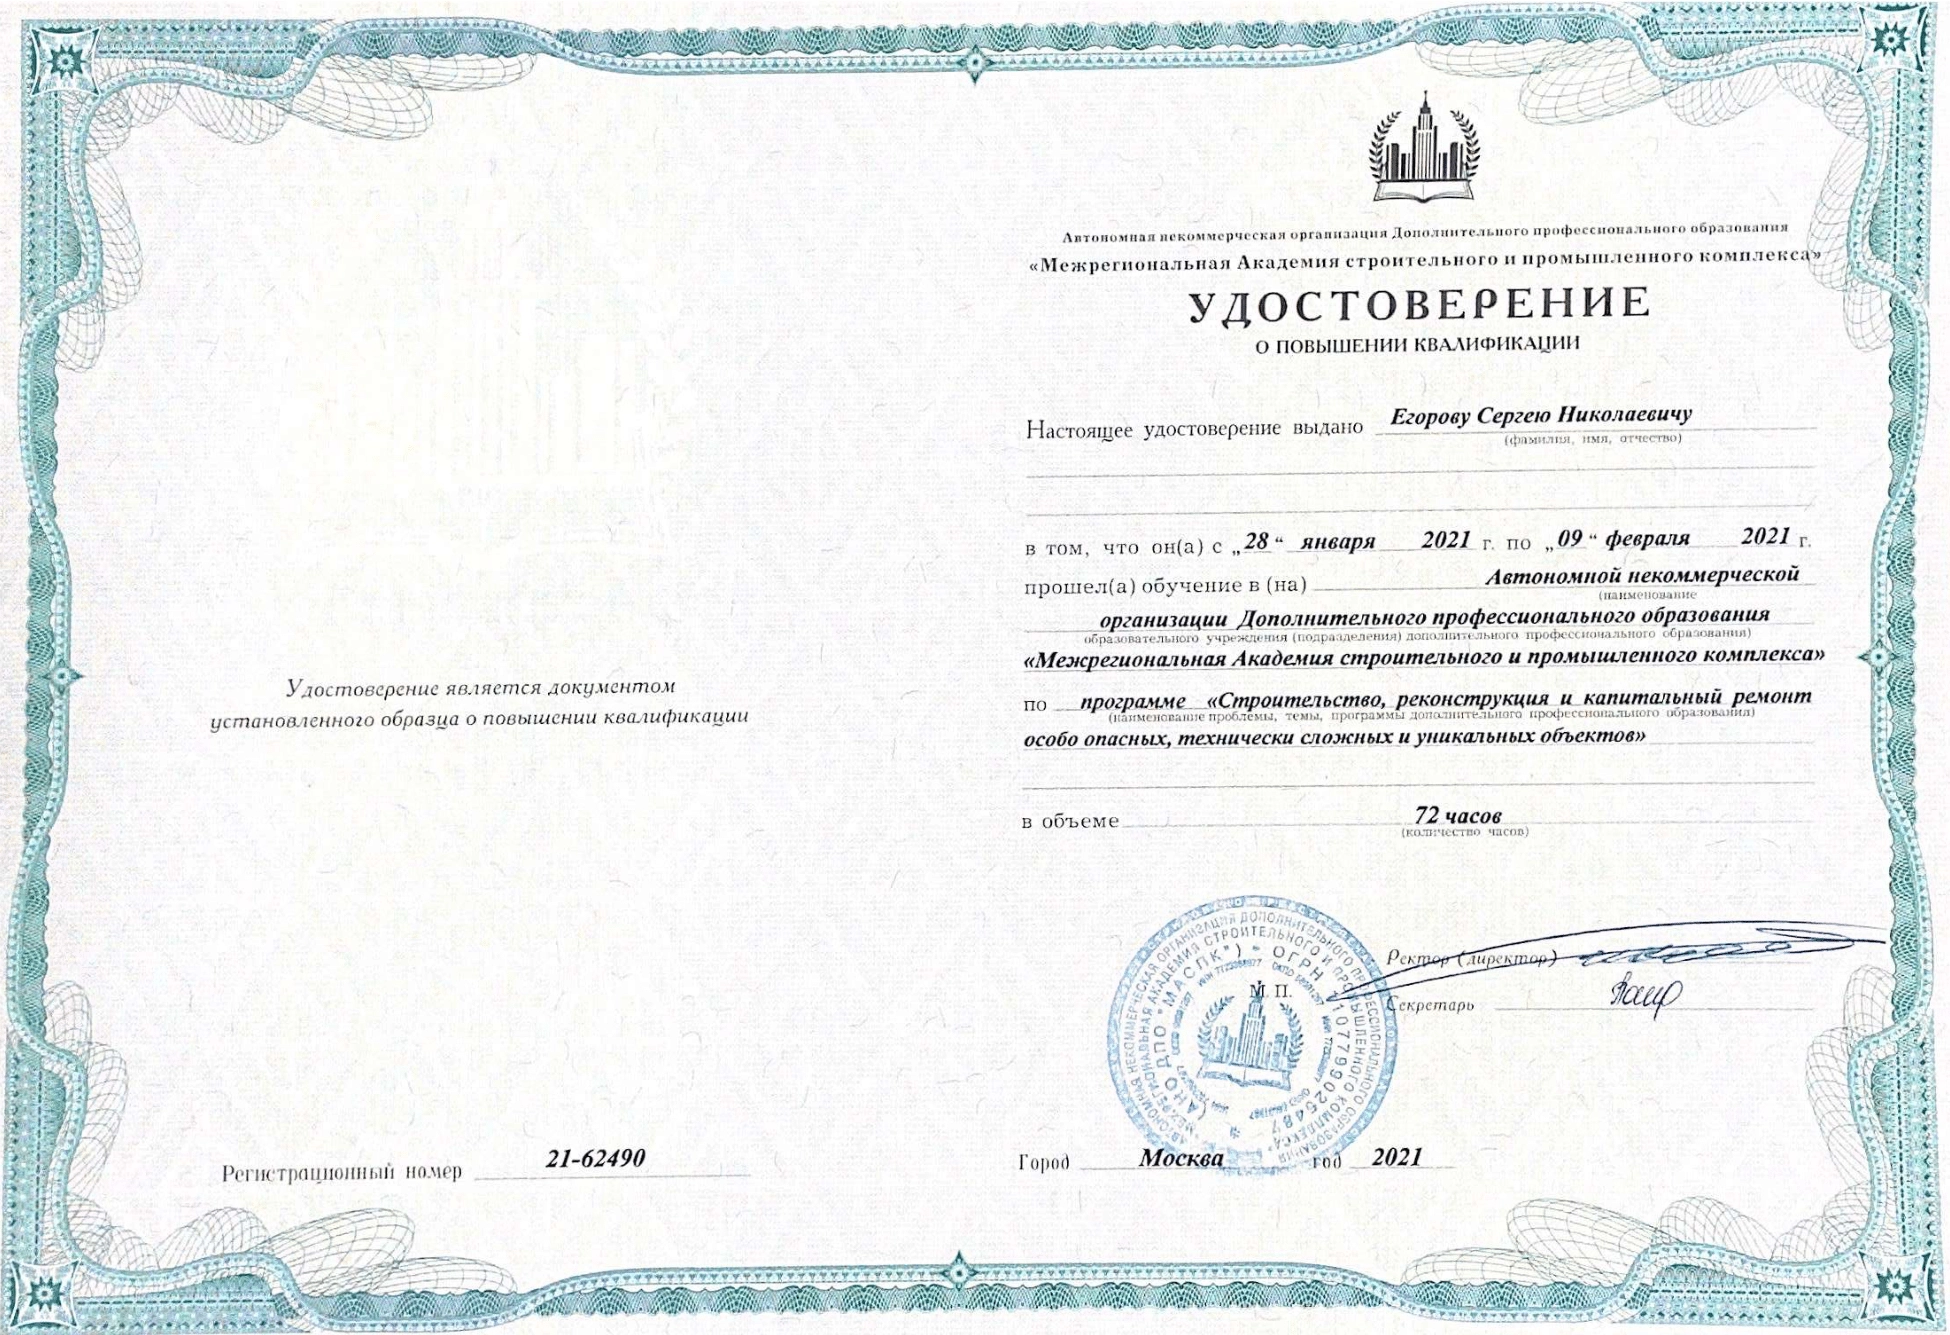 Автономная некоммерческая организация Дополнительного профессионального образования
«Межрегиональная Академия строительного и промышленного комплекса»
УДОСТОВЕРЕНИЕ
О ПОВЫШЕНИИ КВАЛИФИКАЦИИ
Настоящее удостоверение выдано Егорову Сергею Николаевичу
(фамилия, имя, отчество)
в том, что он(а) с „28“ января 2021 г. по „09“ февраля 2021 г.
прошел(а) обучение в (на) Автономной некоммерческой
(наименование
организации Дополнительного профессионального образования
образовательного учреждения (подразделения) дополнительного профессионального образования)
«Межрегиональная Академия строительного и промышленного комплекса»
по программе «Строительство, реконструкция и капитальный ремонт
(наименование проблемы, темы, программы дополнительного профессионального образования)
особо опасных, технически сложных и уникальных объектов»
в объеме 72 часов
(количество часов)
Удостоверение является документом
установленного образца о повышении квалификации
Ректор (директор)
М.П.
Секретарь
АВТОНОМНАЯ НЕКОММЕРЧЕСКАЯ ОРГАНИЗАЦИЯ ДОПОЛНИТЕЛЬНОГО ПРОФЕССИОНАЛЬНОГО ОБРАЗОВАНИЯ
"МЕЖРЕГИОНАЛЬНАЯ АКАДЕМИЯ СТРОИТЕЛЬНОГО И ПРОМЫШЛЕННОГО КОМПЛЕКСА"
(АНО ДПО "МАСПК") * ОГРН
Регистрационный номер 21-62490
Город Москва год 2021